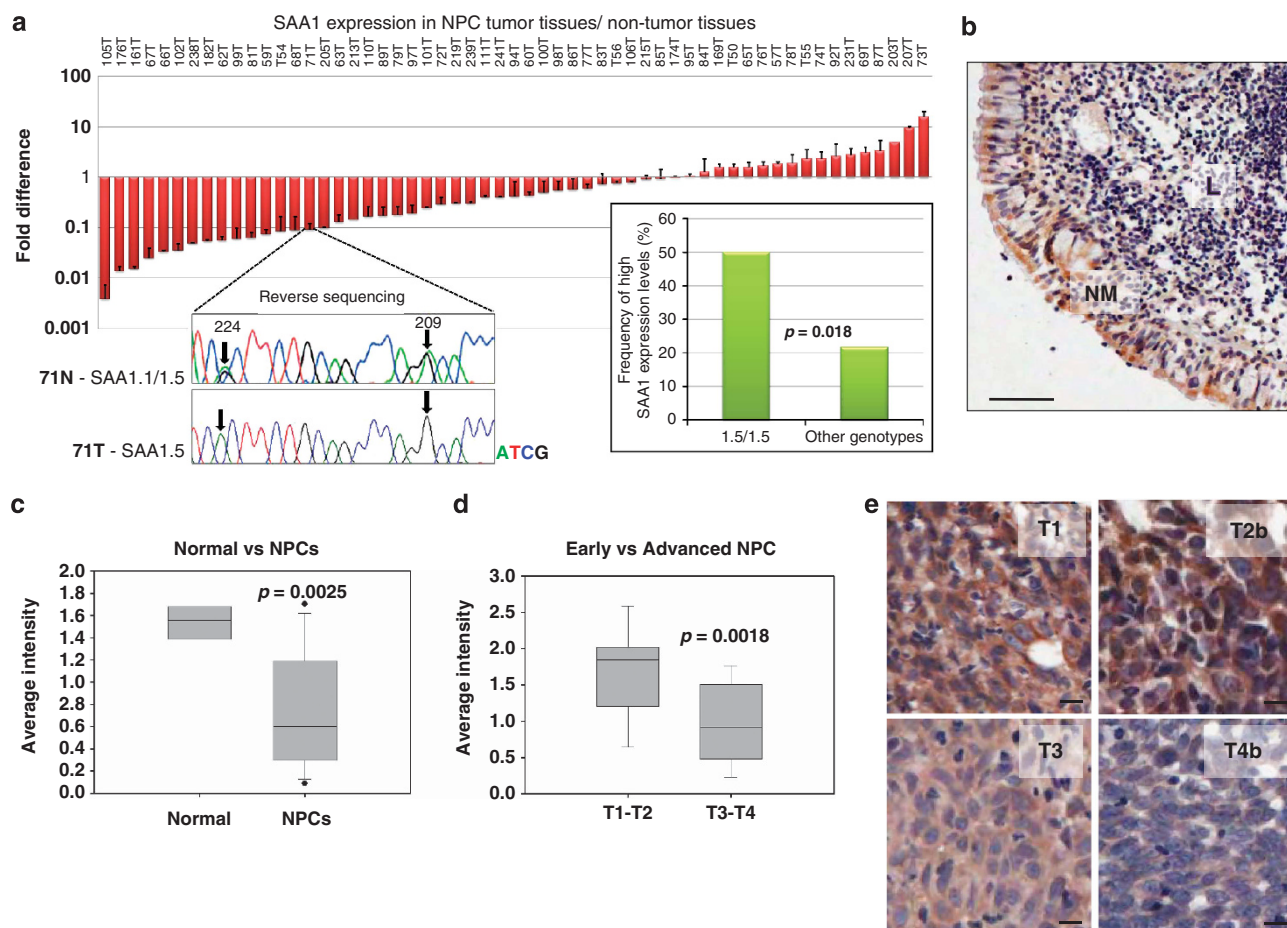 a
SAA1 expression in NPC tumor tissues/ non-tumor tissues
105T 176T 161T 67T 66T 102T 238T 182T 62T 99T 81T 59T T54 68T 71T 205T 63T 213T 110T 89T 79T 97T 101T 72T 219T 239T 111T 241T 94T 60T 100T 98T 86T 77T 83T T56 106T 215T 85T 174T 95T 84T 169T T50 65T 76T 57T 78T T55 74T 92T 231T 69T 87T 203T 207T 73T
Fold difference
100
10
1
0.1
0.01
0.001
Reverse sequencing
224 209
71N - SAA1.1/1.5
71T - SAA1.5
ATCG
Frequency of high
SAA1 expression levels (%)
60
50
40
30
20
10
0
p = 0.018
1.5/1.5 Other genotypes
b
L
NM
c
Normal vs NPCs
Average intensity
2.0
1.8
1.6
1.4
1.2
1.0
2.8
0.6
0.4
0.2
0.0
p = 0.0025
Normal NPCs
d
Early vs Advanced NPC
Average intensity
3.0
2.5
2.0
1.5
1.0
0.5
0.0
p = 0.0018
T1-T2 T3-T4
e
T1
T2b
T3
T4b